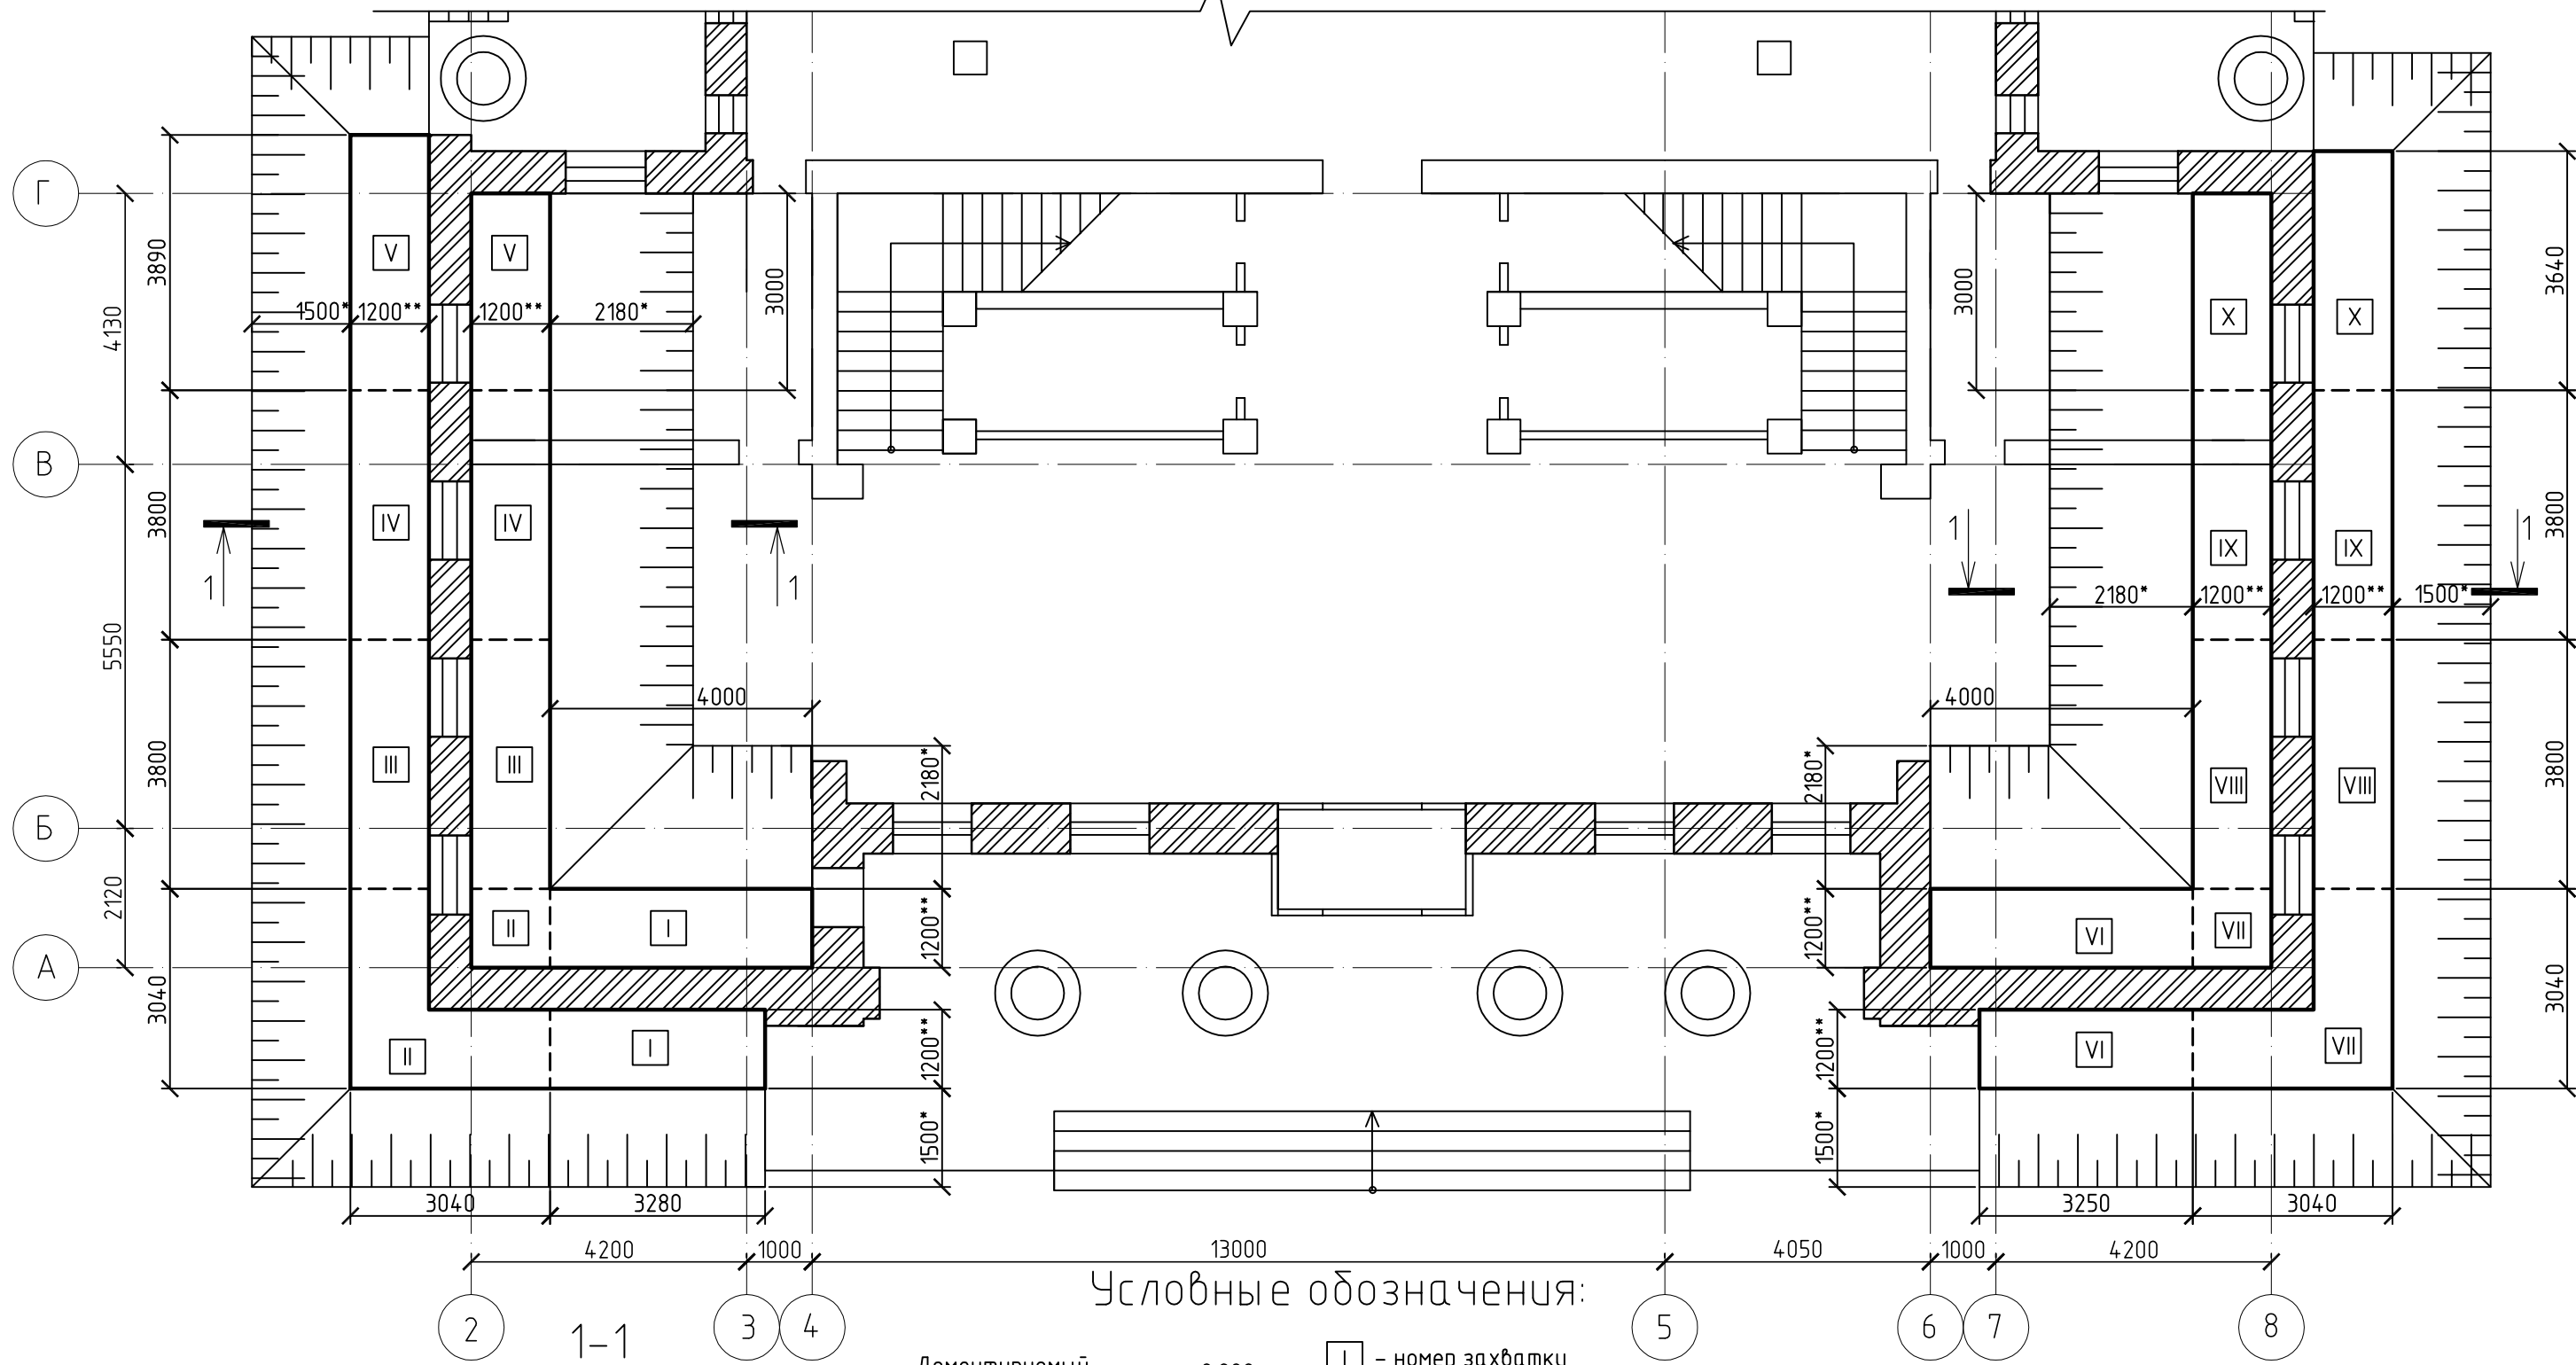 Г
В
Б
А
V
V
3890
4130
1500*
1200**
1200**
2180*
3000
3000
X
X
3640
IV
IV
3800
5550
1
1
1
1
IX
IX
3800
2180*
1200**
1200**
1500*
4000
4000
III
III
3800
2180*
2180*
VIII
VIII
3800
2120
II
I
1200**
1200**
VI
VII
3040
II
I
1200**
1200**
VI
VII
3040
1500*
1500*
3040
3280
3250
3040
4200
1000
13000
4050
1000
4200
Условные обозначения:
2
3
4
5
6
7
8
1-1
I - номер захватки